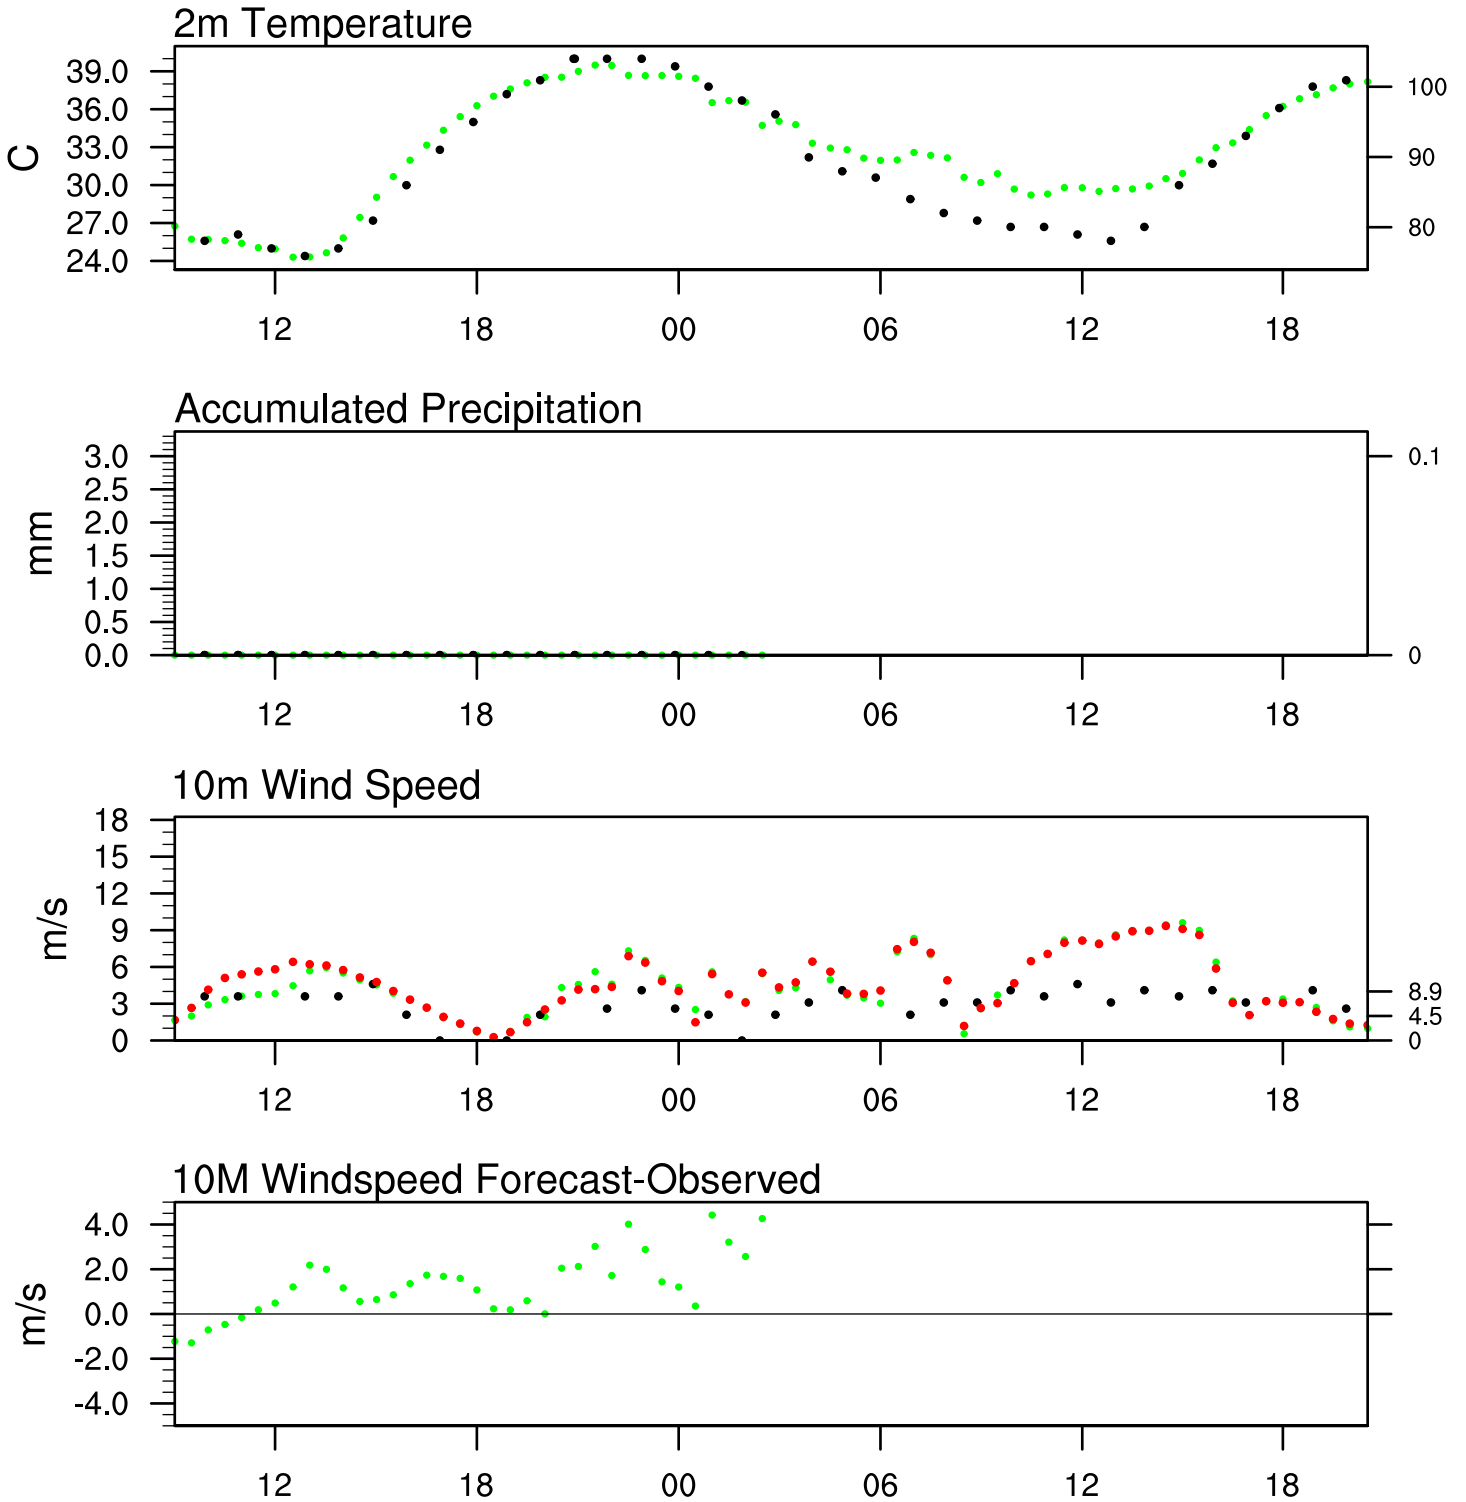 2m Temperature
39.0
36.0
33.0
30.0
27.0
24.0
C
100
90
80
12 18 00 06 12 18
Accumulated Precipitation
3.0
2.5
2.0
1.5
1.0
0.5
0.0
mm
0.1
0
12 18 00 06 12 18
10m Wind Speed
18
15
12
9
6
3
0
m/s
8.9
4.5
0
12 18 00 06 12 18
10M Windspeed Forecast-Observed
4.0
2.0
0.0
-2.0
-4.0
m/s
12 18 00 06 12 18